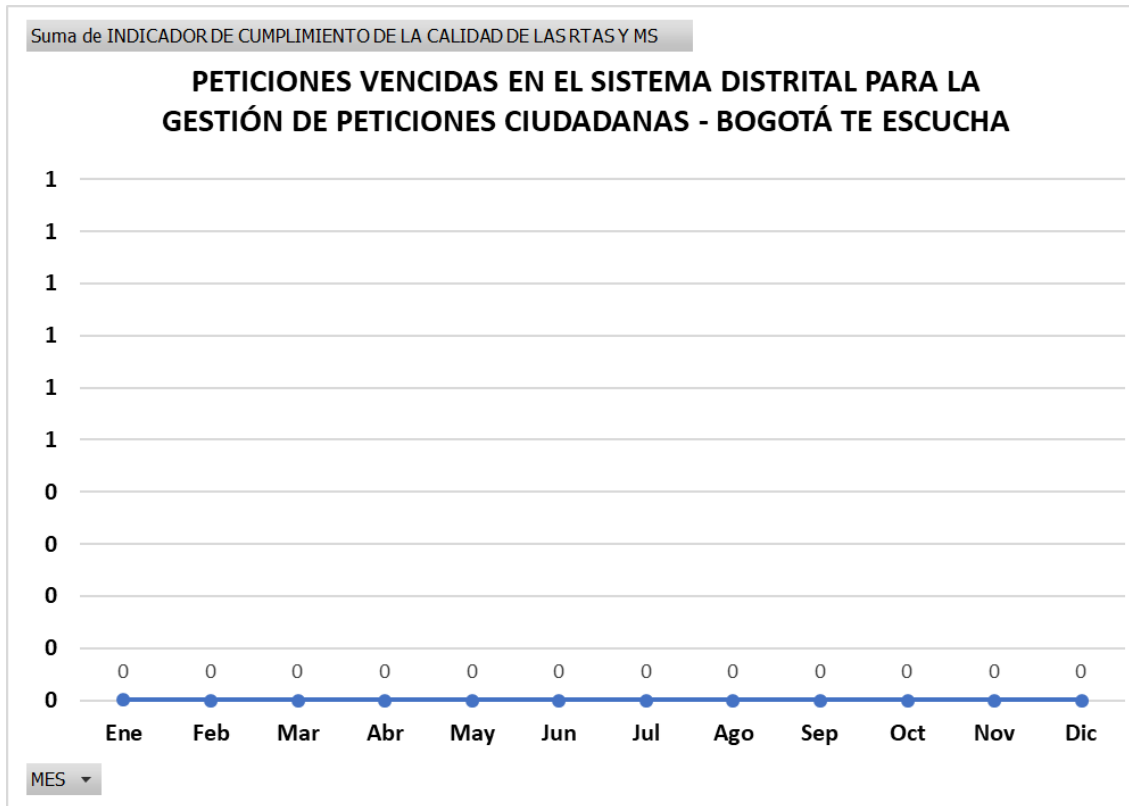 Suma de INDICADOR DE CUMPLIMIENTO DE LA CALIDAD DE LAS RTAS Y MS
PETICIONES VENCIDAS EN EL SISTEMA DISTRITAL PARA LA
GESTIÓN DE PETICIONES CIUDADANAS - BOGOTÁ TE ESCUCHA
1
1
1
1
1
1
0
0
0
0
0 0 0 0 0 0 0 0 0 0 0 0
0
Ene Feb Mar Abr May Jun Jul Ago Sep Oct Nov Dic
MES